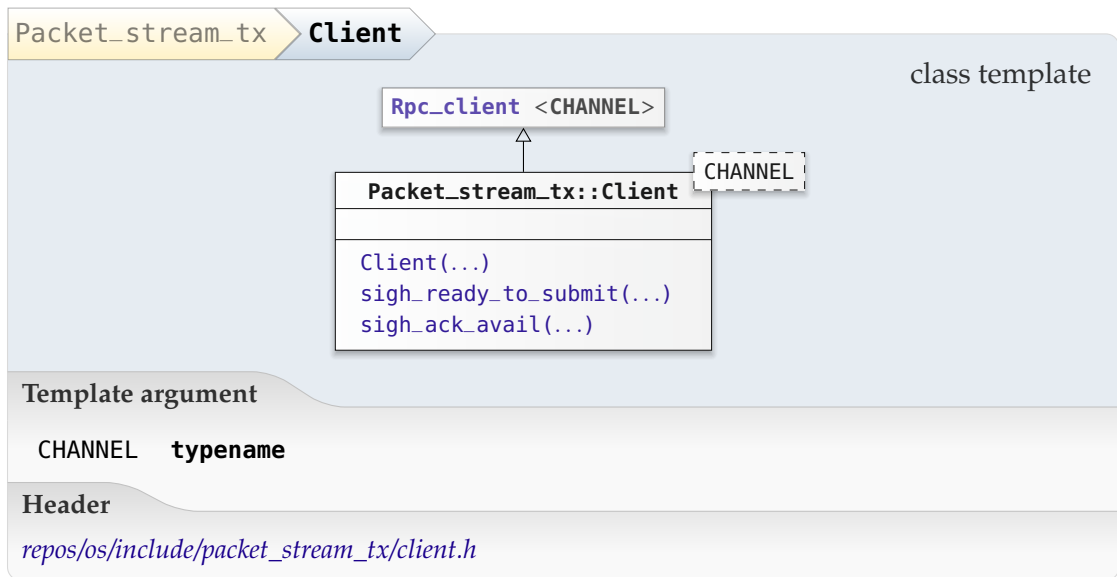 Packet_stream_tx Client
class template
Rpc_client <CHANNEL>
CHANNEL
Packet_stream_tx::Client
Client(...)
sigh_ready_to_submit(...)
sigh_ack_avail(...)
Template argument
CHANNEL typename
Header
repos/os/include/packet_stream_tx/client.h